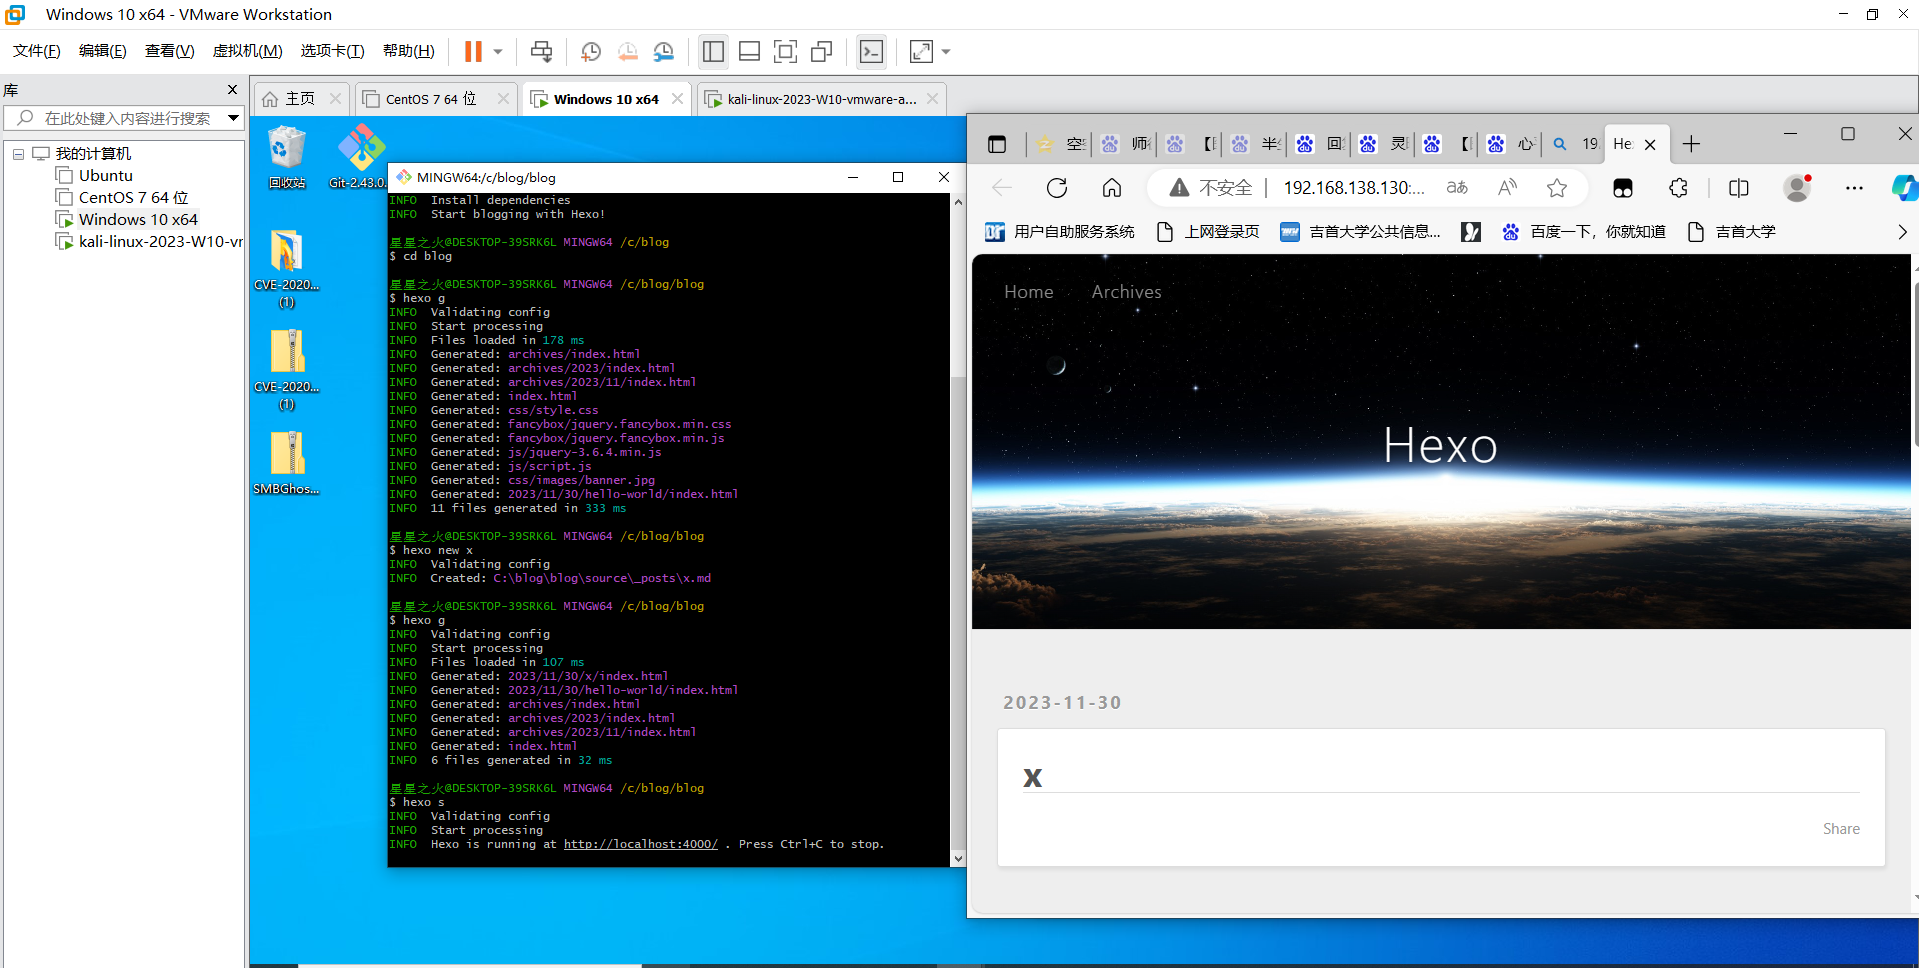 Windows 10 x64 - VMware Workstation
文件(F) 编辑(E) 查看(V) 虚拟机(M) 选项卡(T) 帮助(H)
库
在此处键入内容进行搜索
我的计算机
Ubuntu
CentOS 7 64 位
Windows 10 x64
kali-linux-2023-W10-vr
主页
CentOS 7 64 位
Windows 10 x64
kali-linux-2023-W10-vmware-a...
回收站
Git-2.43.0.
CVE-2020...
(1)
CVE-2020...
(1)
SMBGhos...
MINGW64:/c/blog/blog
INFO Install dependencies
INFO Start blogging with Hexo!
星星之火@DESKTOP-39SRK6L MINGW64 /c/blog
$ cd blog
星星之火@DESKTOP-39SRK6L MINGW64 /c/blog/blog
$ hexo g
INFO Validating config
INFO Start processing
INFO Files loaded in 178 ms
INFO Generated: archives/index.html
INFO Generated: archives/2023/index.html
INFO Generated: archives/2023/11/index.html
INFO Generated: index.html
INFO Generated: css/style.css
INFO Generated: fancybox/jquery.fancybox.min.css
INFO Generated: fancybox/jquery.fancybox.min.js
INFO Generated: js/jquery-3.6.4.min.js
INFO Generated: js/script.js
INFO Generated: css/images/banner.jpg
INFO Generated: 2023/11/30/hello-world/index.html
INFO 11 files generated in 333 ms
星星之火@DESKTOP-39SRK6L MINGW64 /c/blog/blog
$ hexo new x
INFO Validating config
INFO Created: C:\blog\blog\source\_posts\x.md
星星之火@DESKTOP-39SRK6L MINGW64 /c/blog/blog
$ hexo g
INFO Validating config
INFO Start processing
INFO Files loaded in 107 ms
INFO Generated: 2023/11/30/x/index.html
INFO Generated: 2023/11/30/hello-world/index.html
INFO Generated: archives/index.html
INFO Generated: archives/2023/index.html
INFO Generated: archives/2023/11/index.html
INFO Generated: index.html
INFO 6 files generated in 32 ms
星星之火@DESKTOP-39SRK6L MINGW64 /c/blog/blog
$ hexo s
INFO Validating config
INFO Start processing
INFO Hexo is running at http://localhost:4000/ . Press Ctrl+C to stop.
空 师 【 半 回 灵 【 心 19. He
不安全 192.168.138.130:...
用户自助服务系统 上网登录页 吉首大学公共信息... 百度一下，你就知道 吉首大学
Home Archives
Hexo
2023-11-30
x
Share